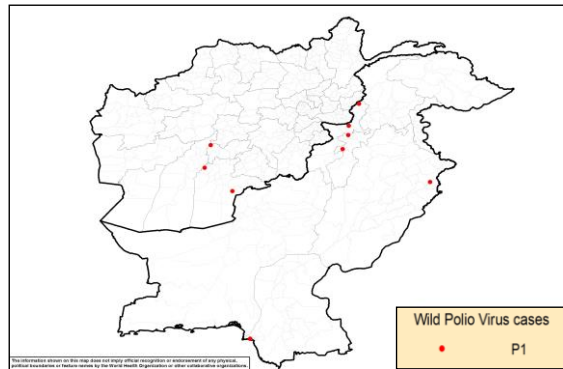 Wild Polio Virus cases
P1
The information shown on this map does not imply official recognition or endorsement of any physical,
political boundaries or feature names by the World Health Organization or other collaborative organizations.